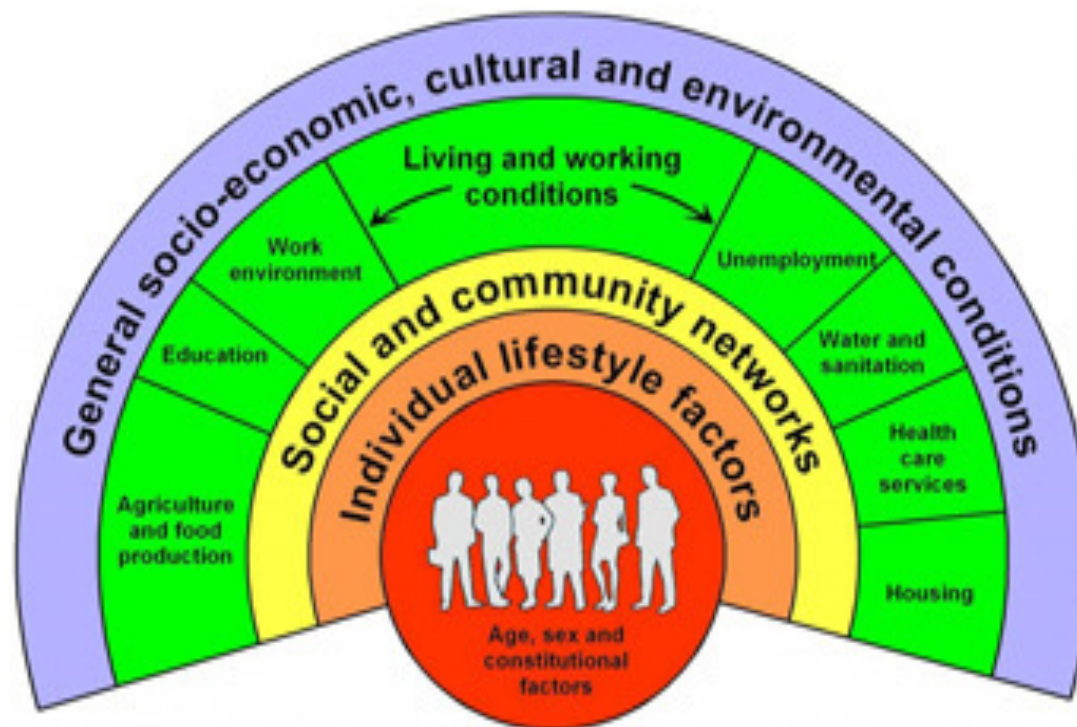 General socio-economic, cultural and environmental conditions
Living and working
conditions
Work
environment
Education
Agriculture
and food
production
Unemployment
Water and
sanitation
Health
care
services
Housing
Social and community networks
Individual lifestyle factors
Age, sex and
constitutional
factors